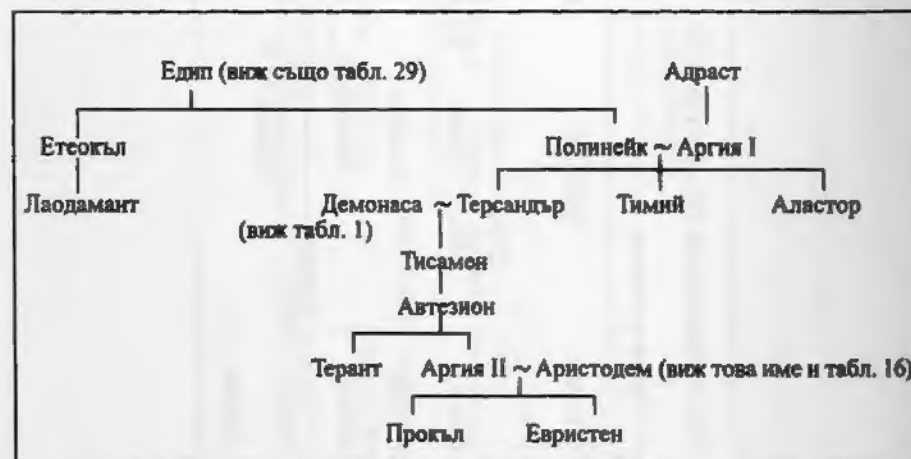 Едип (виж също табл. 29) Адраст
Етеокъл Полинейк ~ Аргия I
Лаодамант Демонаса ~ Терсандър Тимий Аластор
(виж табл. 1)
Тисамен
Автезион
Терант Аргия II ~ Аристодем (виж това име и табл. 16)
Прокъл Евристен